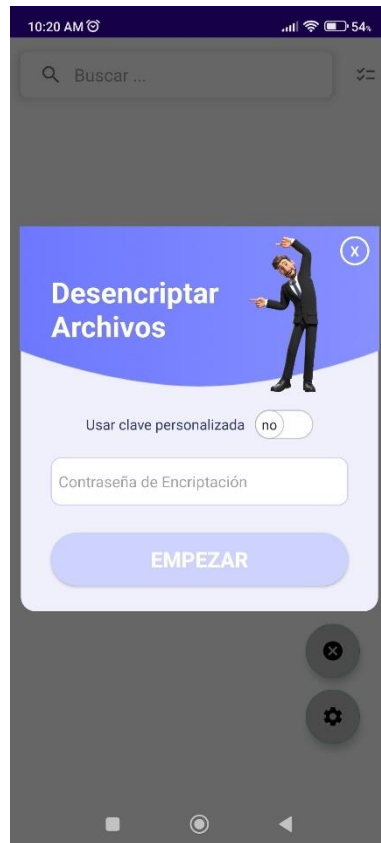 10:20 AM 54%
Buscar ...
X
Desencriptar
Archivos
Usar clave personalizada no
Contraseña de Encriptación
EMPEZAR